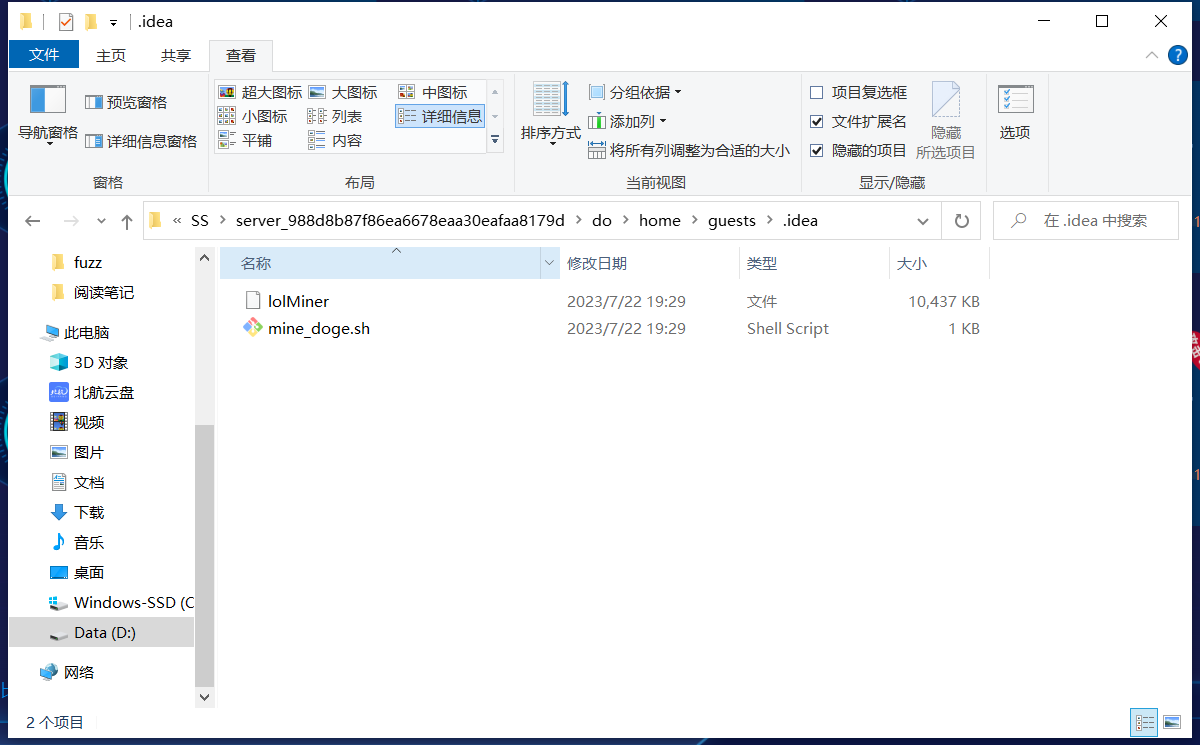 .idea
文件 主页 共享 查看
导航窗格
预览窗格
详细信息窗格
窗格
超大图标 大图标 中图标
小图标 列表 详细信息
平铺 内容
布局
排序方式
分组依据
添加列
将所有列调整为合适的大小
当前视图
项目复选框
文件扩展名
隐藏的项目
隐藏
所选项目
显示/隐藏
选项
« SS > server_988d8b87f86ea6678eaa30eafaa8179d > do > home > guests > .idea
在 .idea 中搜索
fuzz
阅读笔记
此电脑
3D 对象
北航云盘
视频
图片
文档
下载
音乐
桌面
Windows-SSD (C
Data (D:)
网络
名称 修改日期 类型 大小
lolMiner 2023/7/22 19:29 文件 10,437 KB
mine_doge.sh 2023/7/22 19:29 Shell Script 1 KB
2 个项目